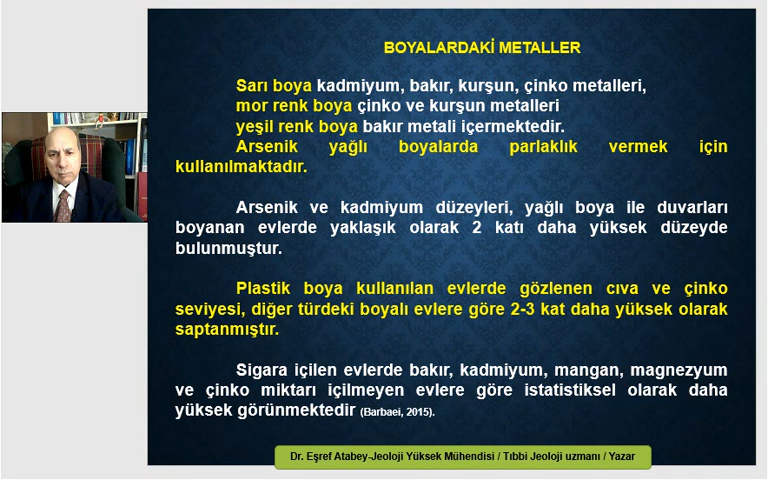 BOYALARDAKİ METALLER
Sarı boya kadmiyum, bakır, kurşun, çinko metalleri,
mor renk boya çinko ve kurşun metalleri
yeşil renk boya bakır metali içermektedir.
Arsenik yağlı boyalarda parlaklık vermek için
kullanılmaktadır.
Arsenik ve kadmiyum düzeyleri, yağlı boya ile duvarları
boyanan evlerde yaklaşık olarak 2 katı daha yüksek düzeyde
bulunmuştur.
Plastik boya kullanılan evlerde gözlenen cıva ve çinko
seviyesi, diğer türdeki boyalı evlere göre 2-3 kat daha yüksek olarak
saptanmıştır.
Sigara içilen evlerde bakır, kadmiyum, mangan, magnezyum
ve çinko miktarı içilmeyen evlere göre istatistiksel olarak daha
yüksek görünmektedir (Barbaei, 2015).
Dr. Eşref Atabey-Jeoloji Yüksek Mühendisi / Tıbbi Jeoloji uzmanı / Yazar